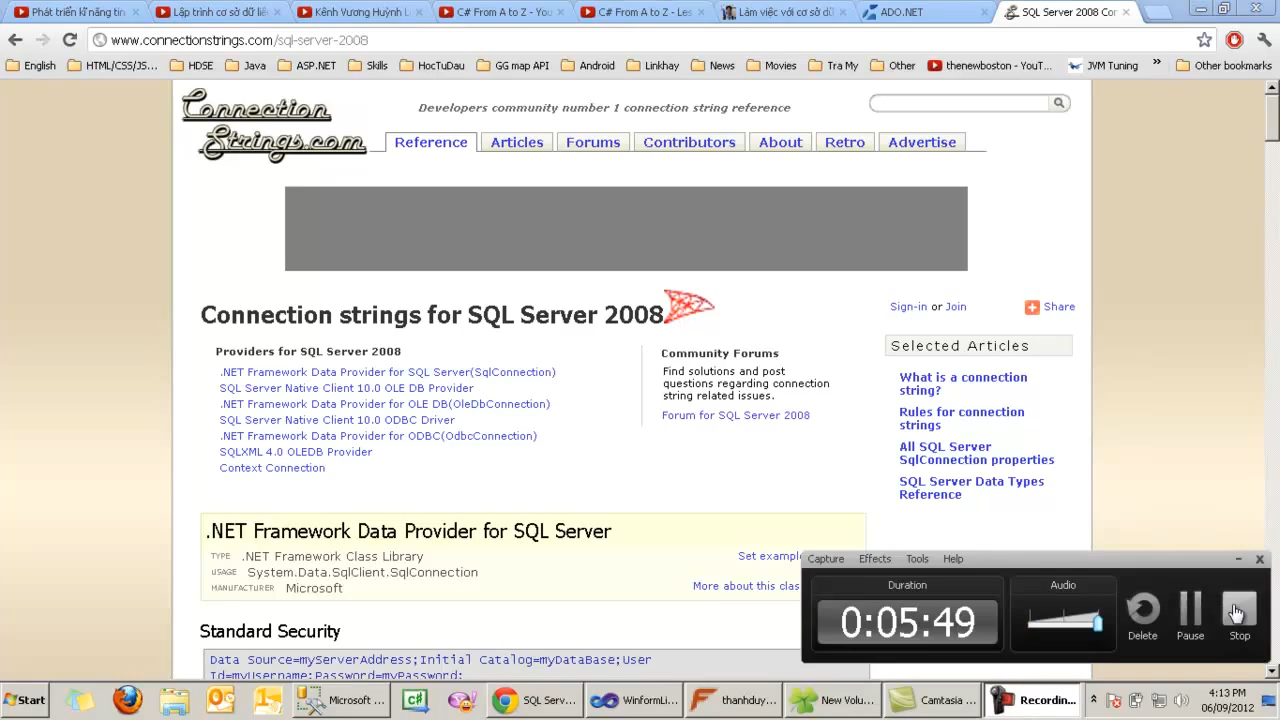 Phát triển kĩ năng tin
Lập trình cơ sở dữ liệ
Kênh Vương Huỳnh L
C# From A to Z - You
C# From A to Z - Les
Làm việc với cơ sở dữ
ADO.NET
SQL Server 2008 Co
www.connectionstrings.com/sql-server-2008
English
HTML/CSS/JS...
HDSE
Java
ASP.NET
Skills
HocTuDau
GG map API
Android
Linkhay
News
Movies
Tra My
Other
thenewboston - YouT...
JVM Tuning
»
Other bookmarks
Connection
Strings.com
Developers community number 1 connection string reference
Reference
Articles
Forums
Contributors
About
Retro
Advertise
Connection strings for SQL Server 2008
Sign-in or Join
Share
Providers for SQL Server 2008
.NET Framework Data Provider for SQL Server(SqlConnection)
SQL Server Native Client 10.0 OLE DB Provider
.NET Framework Data Provider for OLE DB(OleDbConnection)
SQL Server Native Client 10.0 ODBC Driver
.NET Framework Data Provider for ODBC(OdbcConnection)
SQLXML 4.0 OLEDB Provider
Context Connection
Community Forums
Find solutions and post
questions regarding connection
string related issues.
Forum for SQL Server 2008
Selected Articles
What is a connection
string?
Rules for connection
strings
All SQL Server
SqlConnection properties
SQL Server Data Types
Reference
.NET Framework Data Provider for SQL Server
TYPE .NET Framework Class Library
USAGE System.Data.SqlClient.SqlConnection
MANUFACTURER Microsoft
Set examp
More about this clas
Standard Security
Data Source=myServerAddress;Initial Catalog=myDataBase;User
Id=myUsername;Password=myPassword;
Capture
Effects
Tools
Help
Duration
0:05:49
Audio
Delete
Pause
Stop
Start
Microsoft ...
SQL Serv...
WinformLi...
thanhduy...
New Volu...
Camtasia ...
Recordin...
4:13 PM
06/09/2012